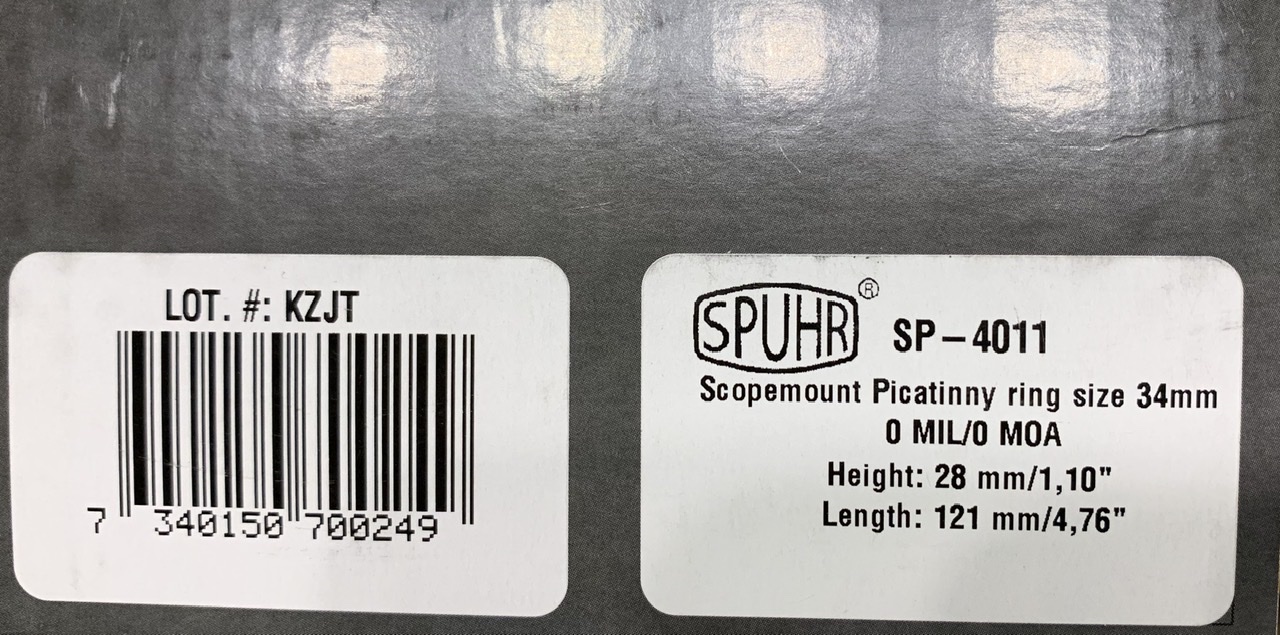 LOT. #: KZJT
7 340150 700249
SPUHR® SP-4011
Scopemount Picatinny ring size 34mm
0 MIL/0 MOA
Height: 28 mm/1,10"
Length: 121 mm/4,76"